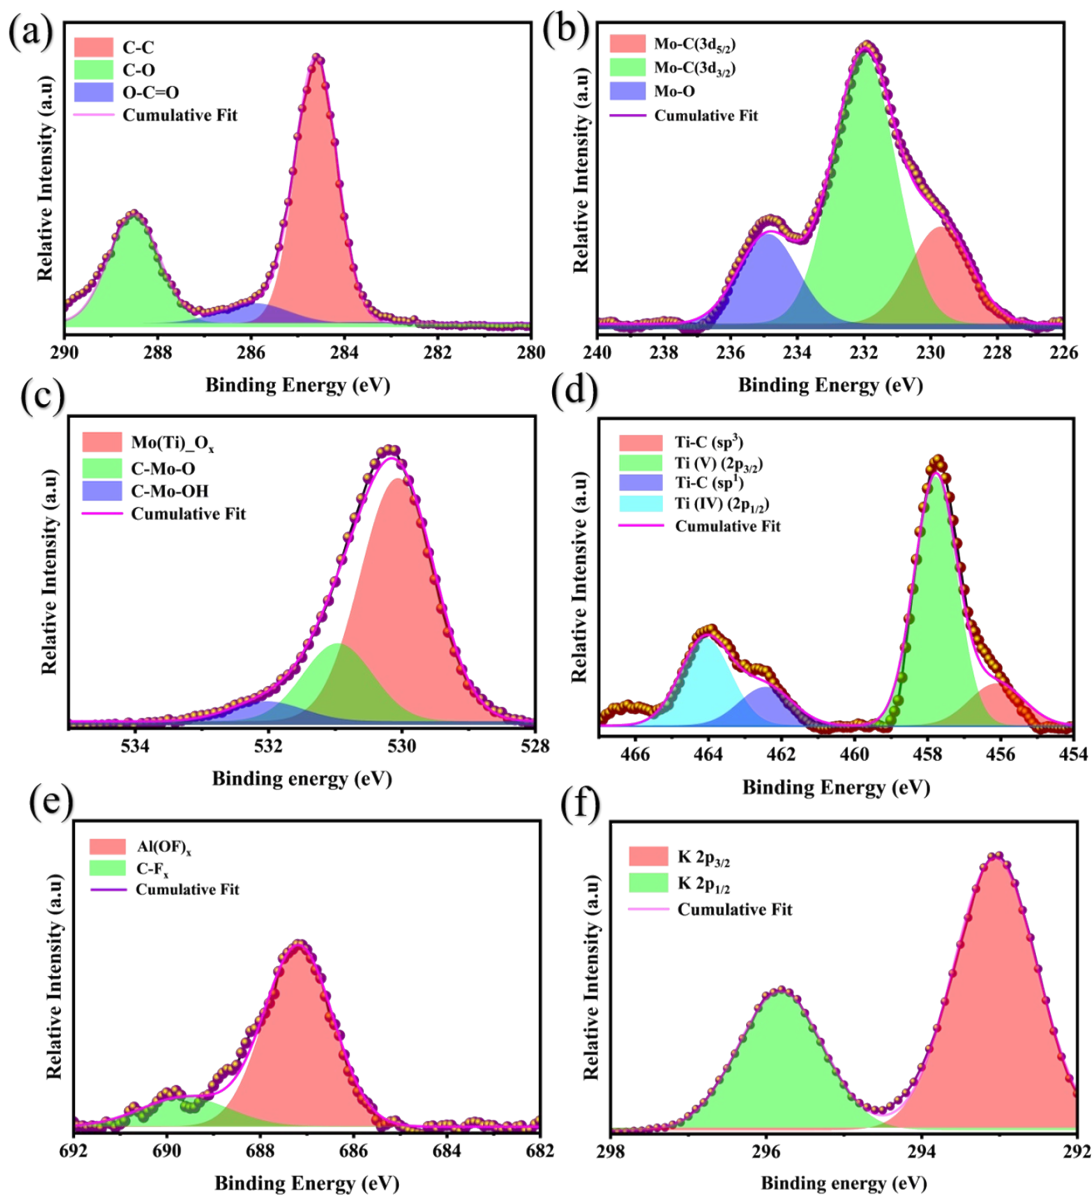 (a)
C-C
C-O
O-C=O
Cumulative Fit
Relative Intensity (a.u)
290 288 286 284 282 280
Binding Energy (eV)
(b)
Mo-C(3d5/2)
Mo-C(3d3/2)
Mo-O
Cumulative Fit
Relative Intensity (a.u)
240 238 236 234 232 230 228 226
Binding Energy (eV)
(c)
Mo(Ti)_Ox
C-Mo-O
C-Mo-OH
Cumulative Fit
Relative Intensity (a.u)
534 532 530 528
Binding energy (eV)
(d)
Ti-C (sp3)
Ti (V) (2p3/2)
Ti-C (sp1)
Ti (IV) (2p1/2)
Cumulative Fit
Relative Intensive (a.u)
466 464 462 460 458 456 454
Binding Energy (eV)
(e)
Al(OF)x
C-Fx
Cumulative Fit
Relative Intensity (a.u)
692 690 688 686 684 682
Binding Energy (eV)
(f)
K 2p3/2
K 2p1/2
Cumulative Fit
Relative Intensity (a.u)
298 296 294 292
Binding energy (eV)